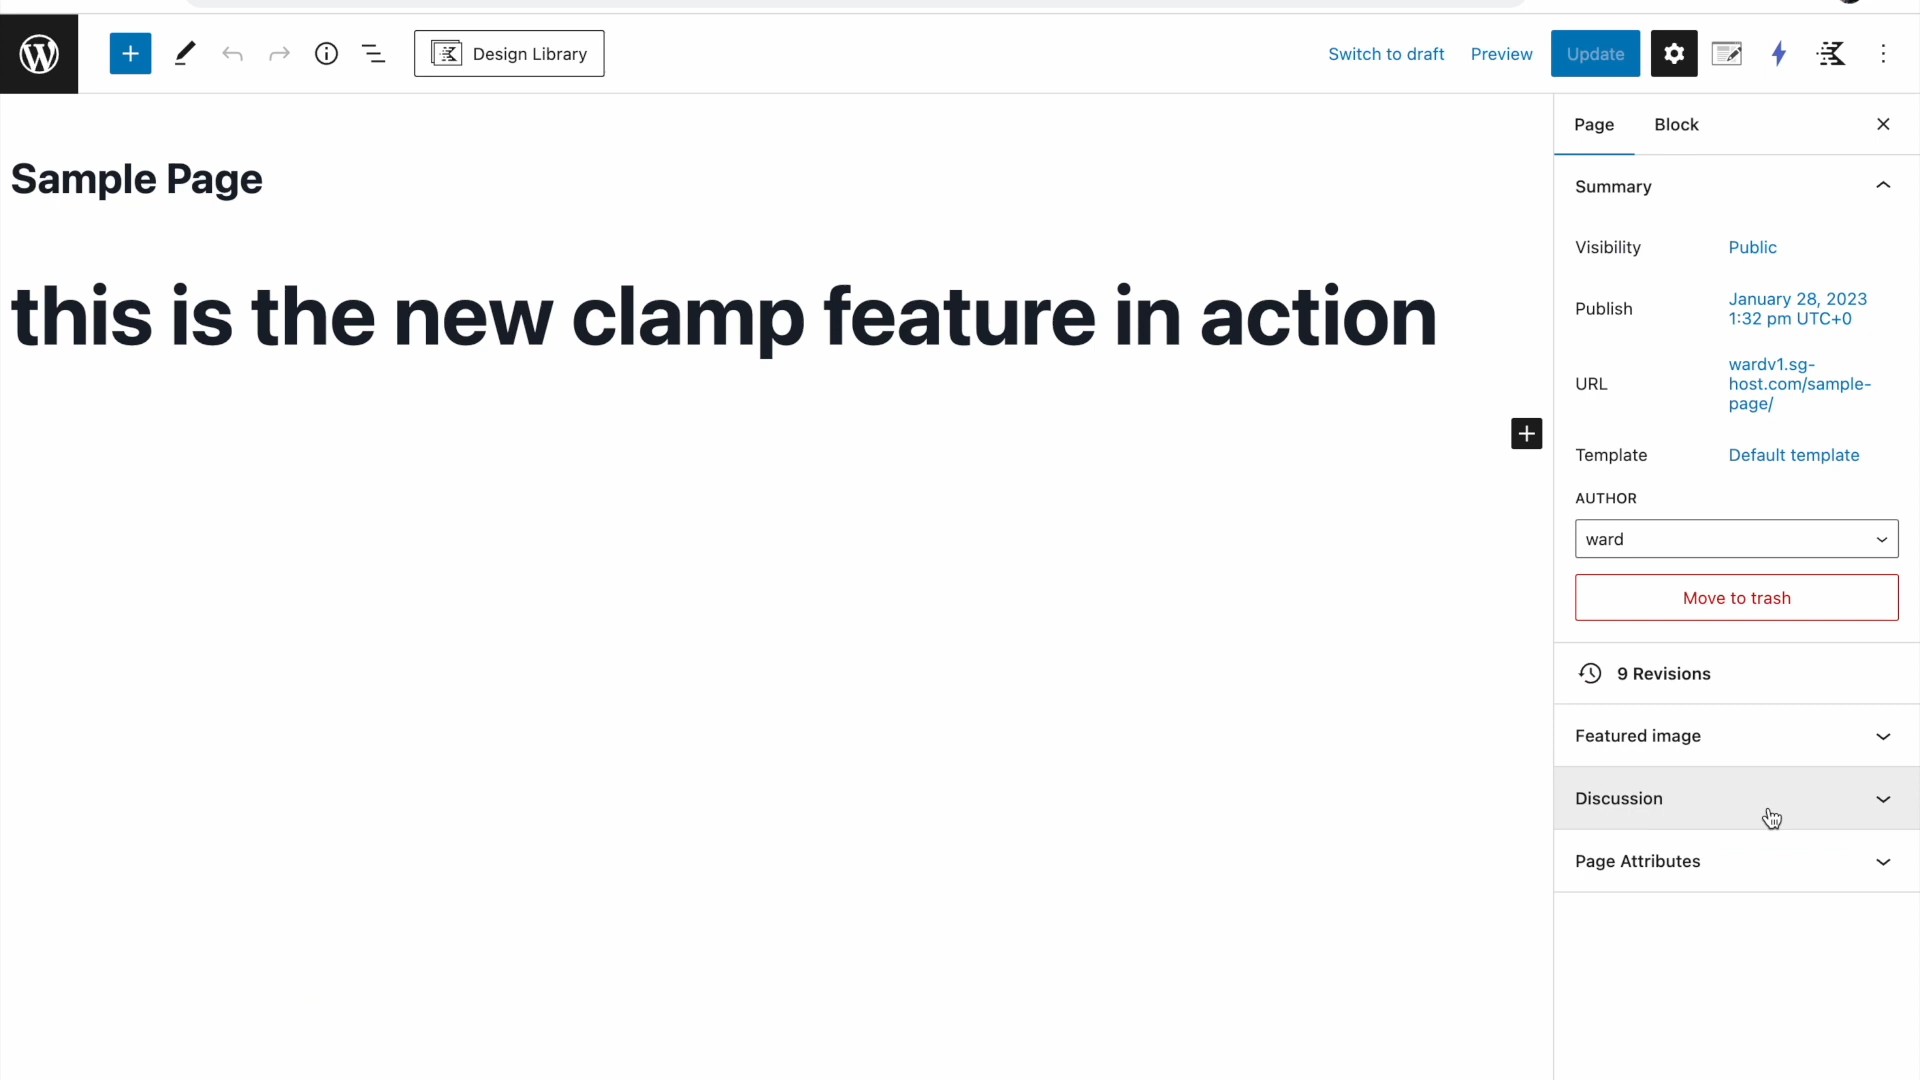 Design Library
Switch to draft
Preview
Update
Page
Block
Sample Page
this is the new clamp feature in action
Summary
Visibility
Public
Publish
January 28, 2023
1:32 pm UTC+0
URL
wardv1.sg-
host.com/sample-
page/
Template
Default template
AUTHOR
ward
Move to trash
9 Revisions
Featured image
Discussion
Page Attributes